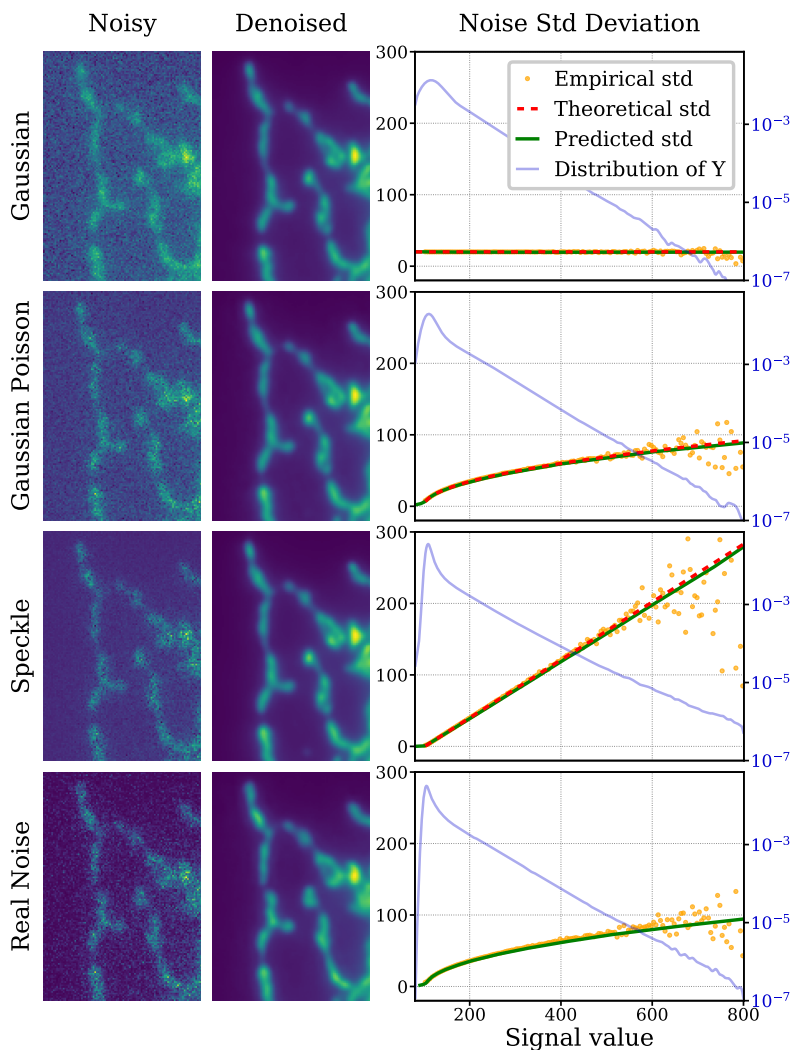 Noisy Denoised Noise Std Deviation
Gaussian
300
200
100
0
Empirical std
Theoretical std
Predicted std
Distribution of Y
10⁻³
10⁻⁵
10⁻⁷
Gaussian Poisson
300
200
100
0
10⁻³
10⁻⁵
10⁻⁷
Speckle
300
200
100
0
10⁻³
10⁻⁵
10⁻⁷
Real Noise
300
200
100
0
10⁻³
10⁻⁵
10⁻⁷
200 400 600 800
Signal value